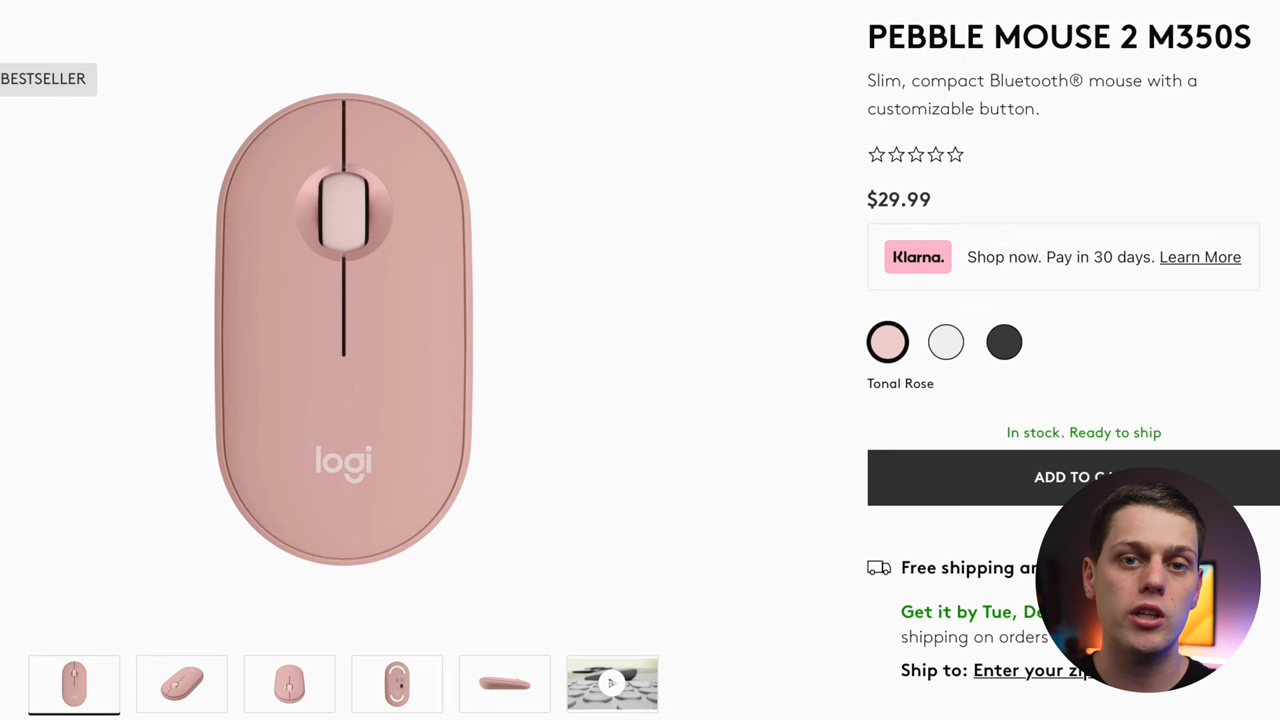 BESTSELLER
logi
PEBBLE MOUSE 2 M350S
Slim, compact Bluetooth® mouse with a
customizable button.
$29.99
Klarna.
Shop now. Pay in 30 days. Learn More
Tonal Rose
In stock. Ready to ship
ADD TO
Free shipping
Get it by Tue,
shipping on orders
Ship to: Enter your